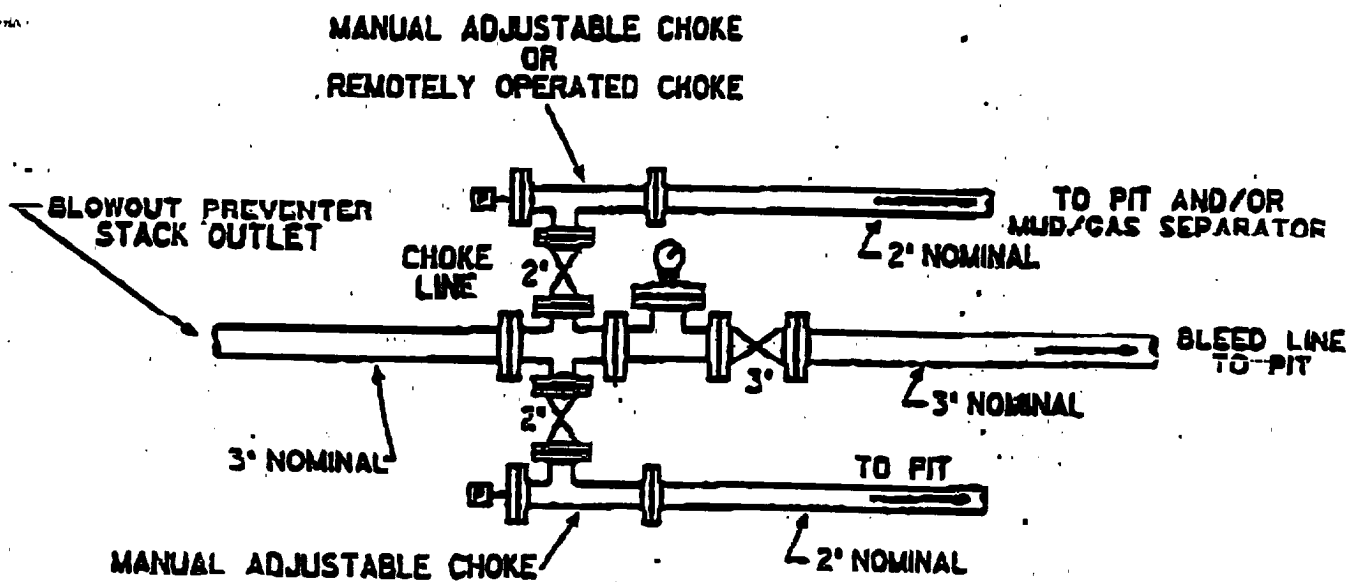 MANUAL ADJUSTABLE CHOKE
OR
REMOTELY OPERATED CHOKE
BLOWOUT PREVENTER
STACK OUTLET
CHOKE
LINE
2"
TO PIT AND/OR
MUD/GAS SEPARATOR
2" NOMINAL
BLEED LINE
TO PIT
3"
3" NOMINAL
2"
3" NOMINAL
TO PIT
MANUAL ADJUSTABLE CHOKE
2" NOMINAL